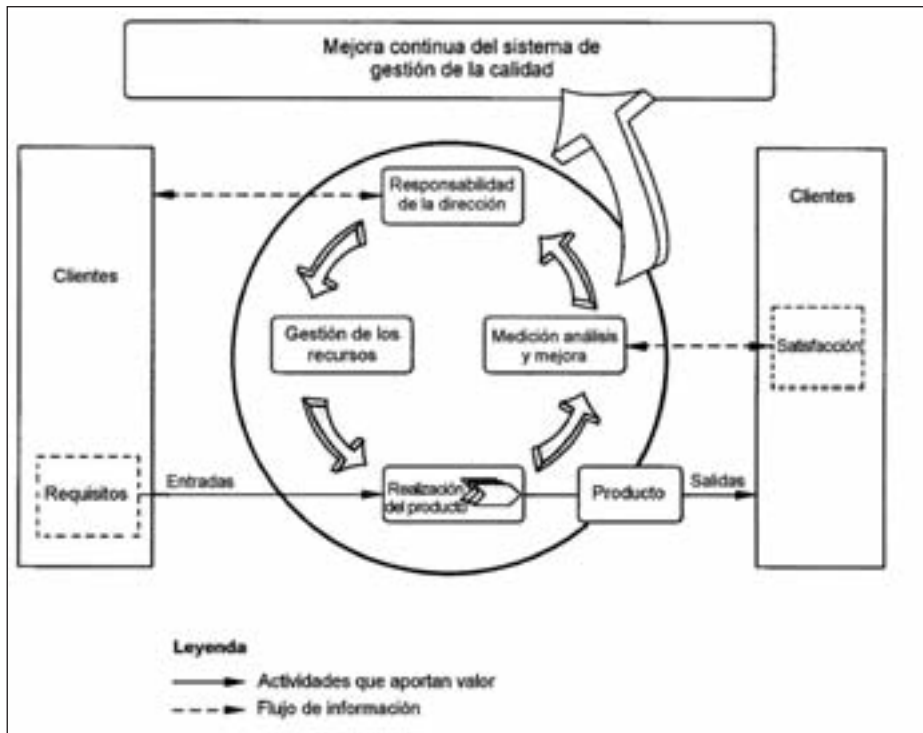 Mejora continua del sistema de
gestión de la calidad
Responsabilidad
de la dirección
Clientes
Clientes
Gestión de los
recursos
Medición análisis
y mejora
Satisfacción
Requisitos
Entradas
Realización
del producto
Producto
Salidas
Leyenda
Actividades que aportan valor
Flujo de información